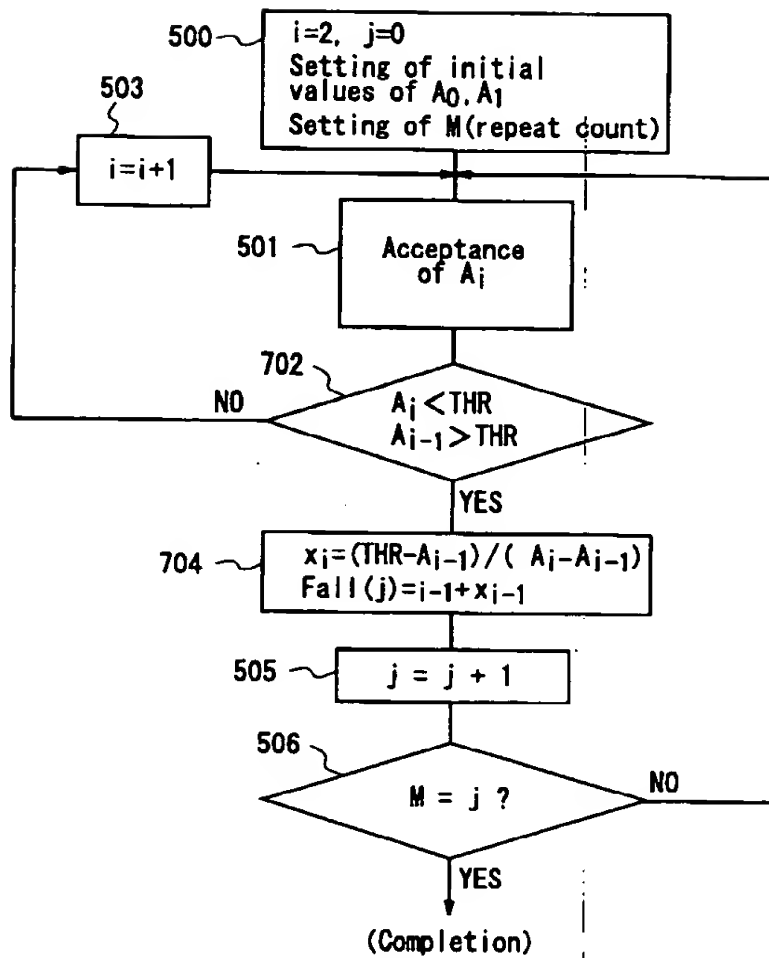 500
i=2, j=0
Setting of initial
values of A0, A1
Setting of M(repeat count)
503
i=i+1
501
Acceptance
of Ai
702
NO
Ai<THR
Ai-1>THR
YES
704
xi=(THR-Ai-1)/( Ai-Ai-1)
Fall(j)=i-1+xi-1
505
j = j + 1
506
M = j ?
NO
YES
(Completion)